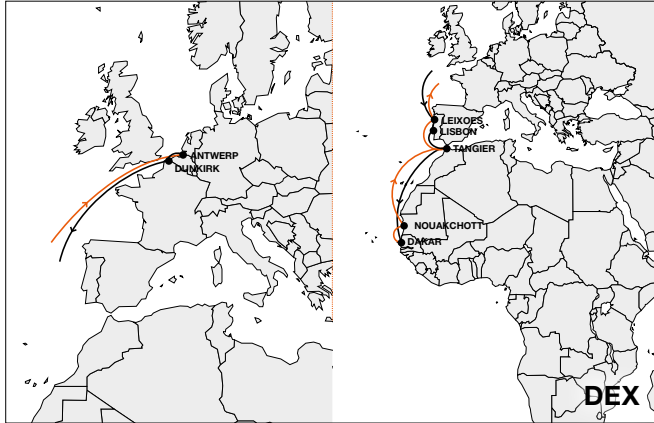 ANTWERP
DUNKIRK
LEIXOES
LISBON
TANGIER
NOUAKCHOTT
DAKAR
DEX